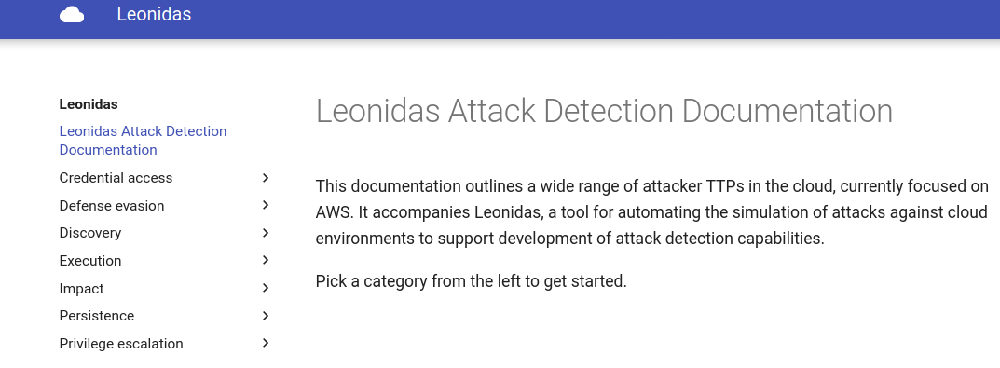 Leonidas
Leonidas
Leonidas Attack Detection
Documentation
Credential access
Defense evasion
Discovery
Execution
Impact
Persistence
Privilege escalation
Leonidas Attack Detection Documentation
This documentation outlines a wide range of attacker TTPs in the cloud, currently focused on
AWS. It accompanies Leonidas, a tool for automating the simulation of attacks against cloud
environments to support development of attack detection capabilities.
Pick a category from the left to get started.